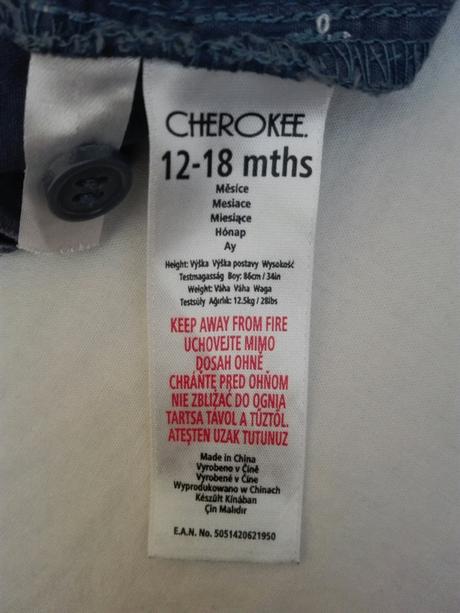 CHEROKEE.
12-18 mths
Měsíce
Mesiace
Miesiące
Hónap
Ay
Height: Výška Výška postavy Wysokość
Testmagasság Boy: 86cm / 34in
Weight: Váha Váha Waga
Testsúly Ağırlık: 12.5kg / 28lbs
KEEP AWAY FROM FIRE
UCHOVEJTE MIMO
DOSAH OHNĚ
CHRÁŇTE PRED OHŇOM
NIE ZBLIŻAĆ DO OGNIA
TARTSA TÁVOL A TŰZTŐL.
ATEŞTEN UZAK TUTUNUZ
Made in China
Vyrobeno v Číně
Vyrobené v Číne
Wyprodukowano w Chinach
Készült Kínában
Çin Malıdır
E.A.N. No. 5051420621950